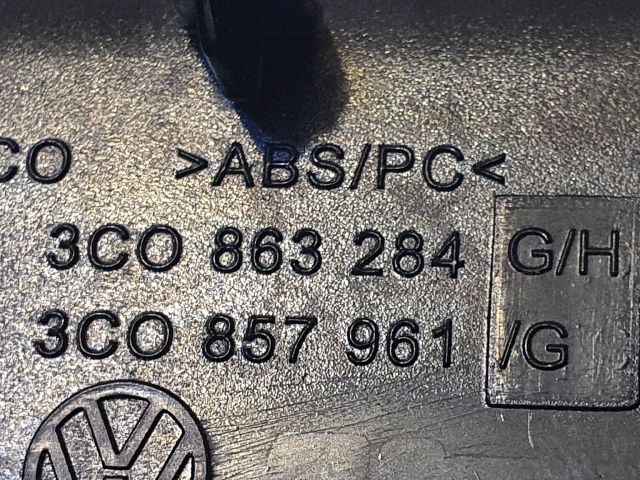 CO >ABS/PC<
3CO 863 284 G/H
3CO 857 961 /G